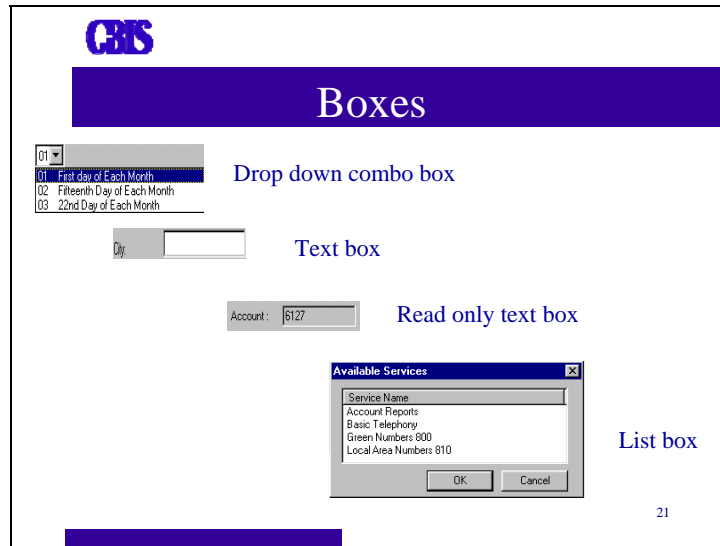 CBIS
Boxes
01
01 First day of Each Month
02 Fifteenth Day of Each Month
03 22nd Day of Each Month
Drop down combo box
City:
Text box
Account : 6127
Read only text box
Available Services
Service Name
Account Reports
Basic Telephony
Green Numbers 800
Local Area Numbers 810
OK Cancel
List box
21